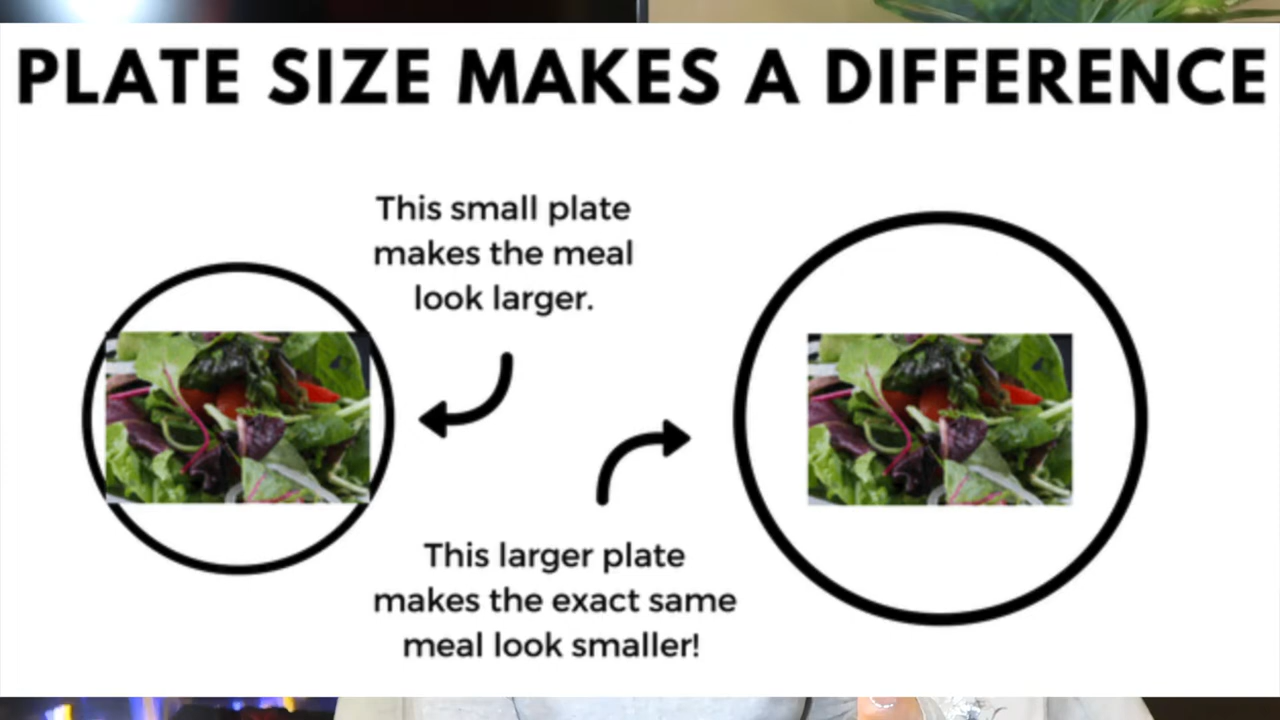 PLATE SIZE MAKES A DIFFERENCE
This small plate
makes the meal
look larger.
This larger plate
makes the exact same
meal look smaller!